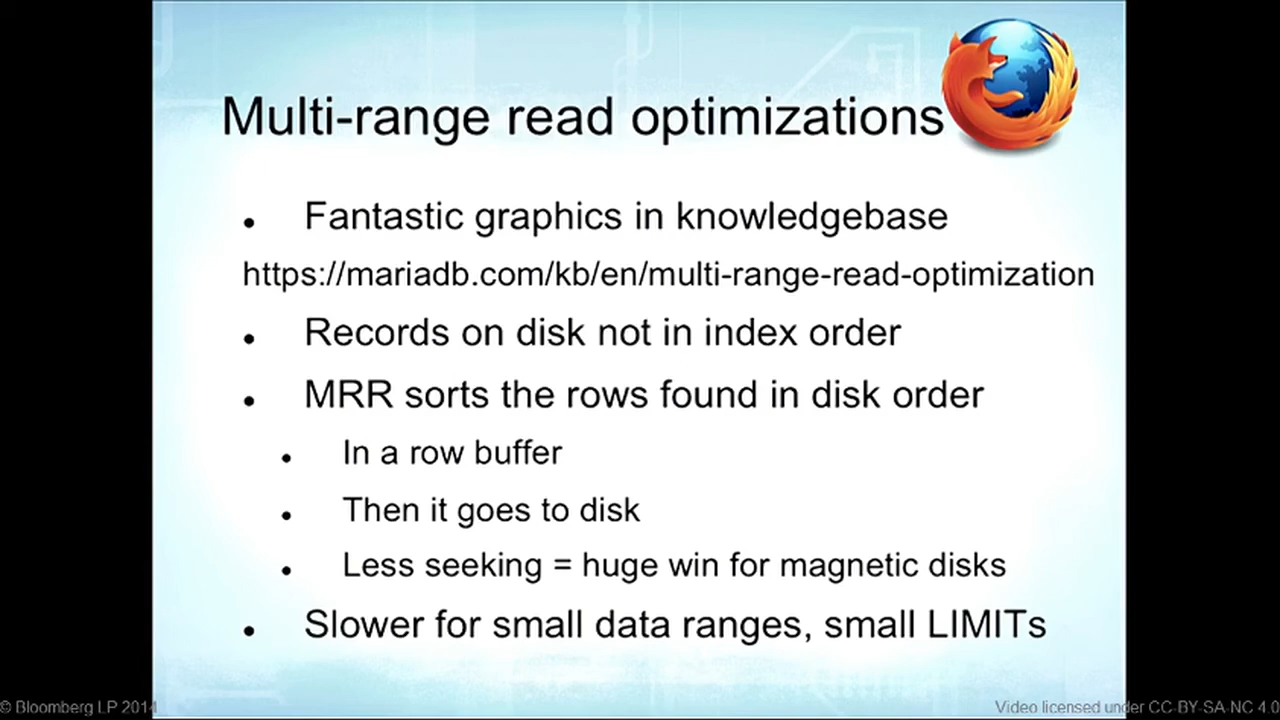 Multi-range read optimizations
• Fantastic graphics in knowledgebase
https://mariadb.com/kb/en/multi-range-read-optimization
• Records on disk not in index order
• MRR sorts the rows found in disk order
• In a row buffer
• Then it goes to disk
• Less seeking = huge win for magnetic disks
• Slower for small data ranges, small LIMITs
© Bloomberg LP 2014
Video licensed under CC-BY-SA-NC 4.0